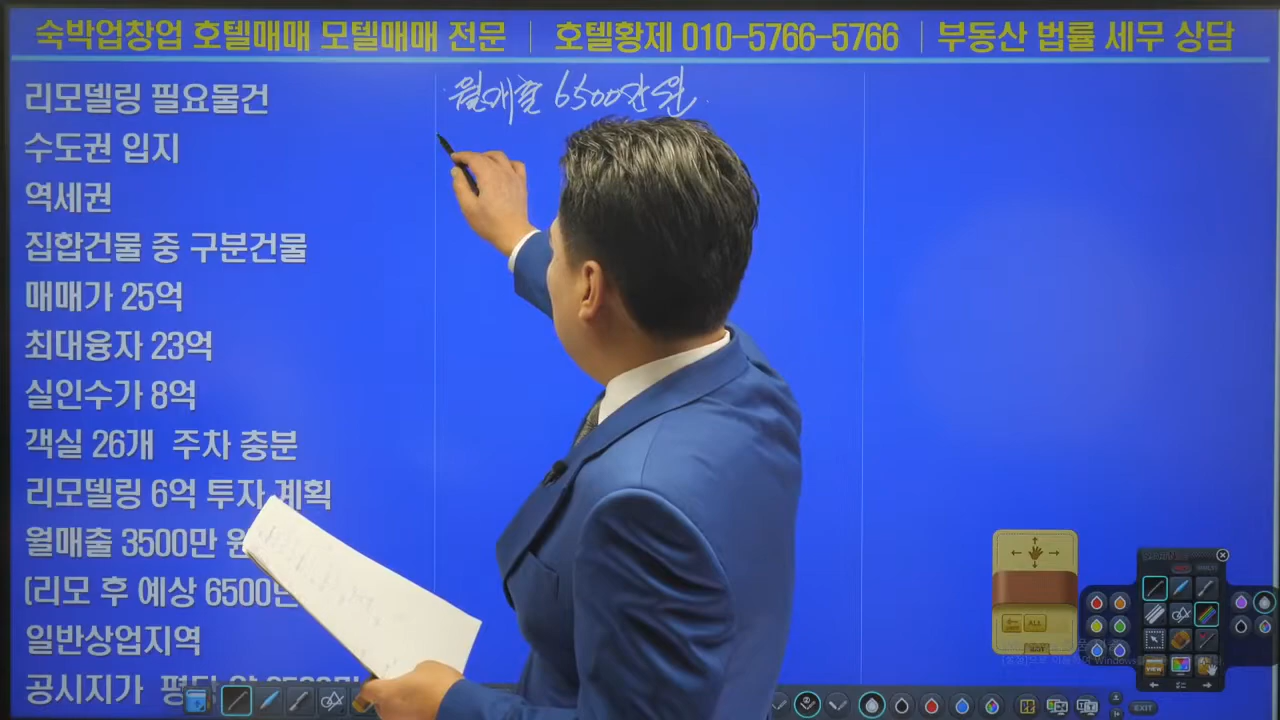 숙박업창업 호텔매매 모텔매매 전문 | 호텔황제 010-5766-5766 | 부동산 법률 세무 상담
월매출 6500만원
리모델링 필요물건
수도권 입지
역세권
집합건물 중 구분건물
매매가 25억
최대융자 23억
실인수가 8억
객실 26개 주차 충분
리모델링 6억 투자 계획
월매출 3500만
(리모 후 예상 6500
일반상업지역
공시지가
ALL
EXIT